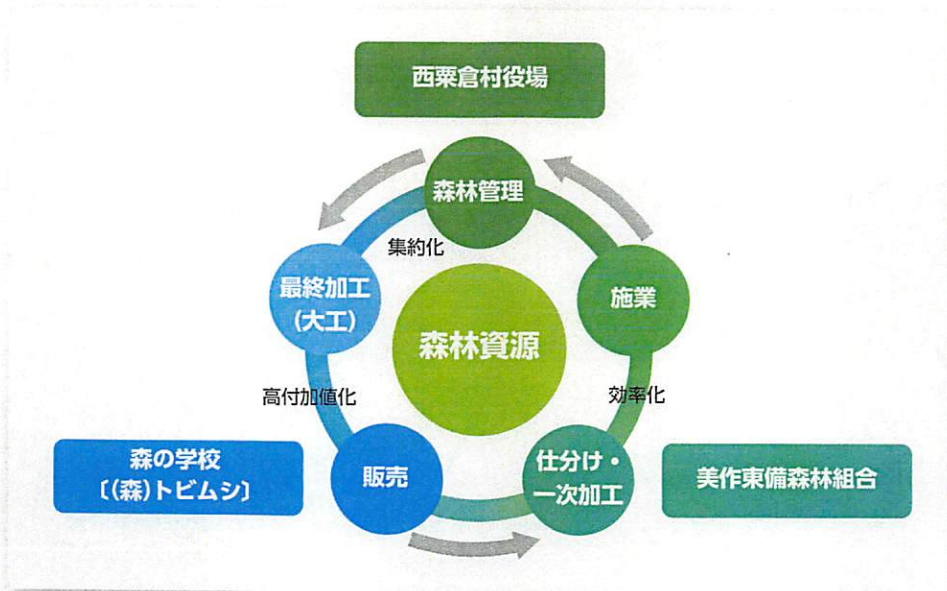 西粟倉村役場
森林管理
集約化
最終加工
(大工)
施業
森林資源
高付加値化
効率化
森の学校
〔(森)トビムシ〕
販売
仕分け・
一次加工
美作東備森林組合